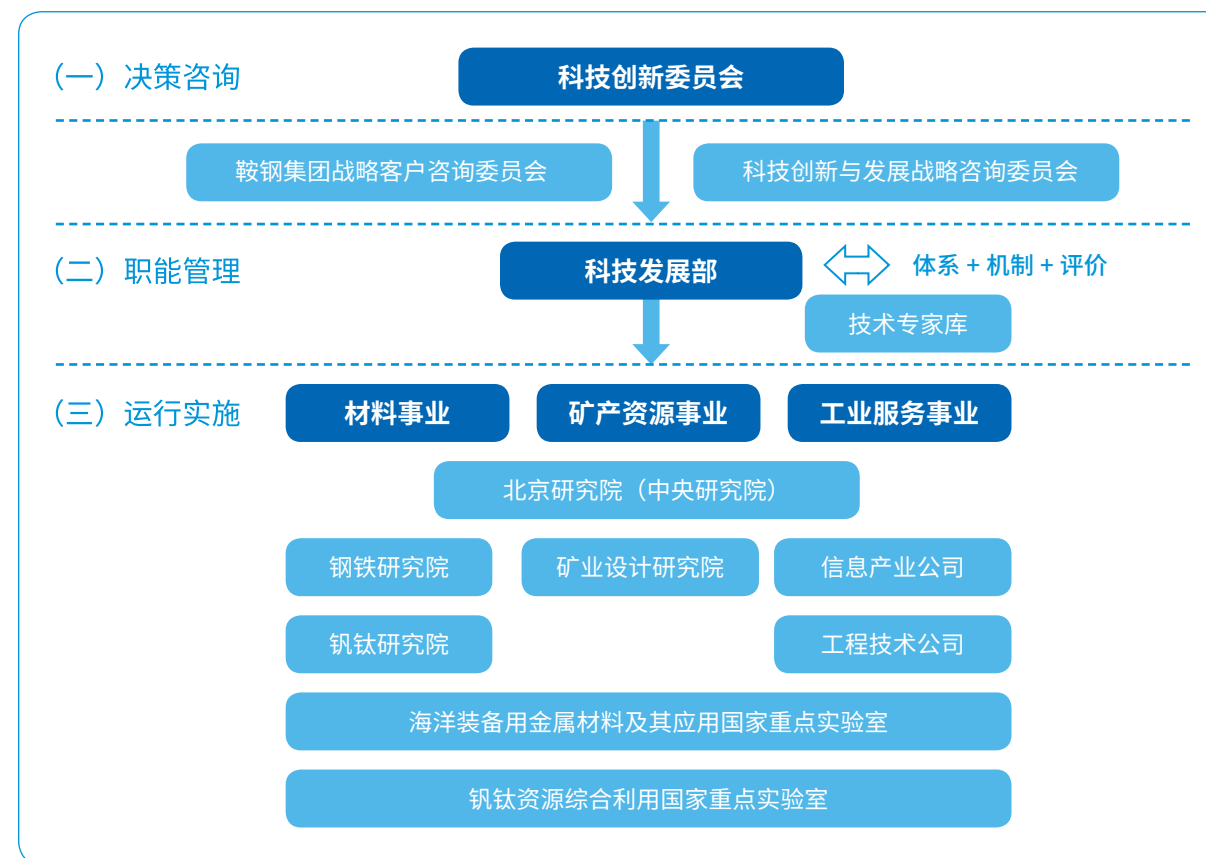 （一）决策咨询
科技创新委员会
鞍钢集团战略客户咨询委员会
科技创新与发展战略咨询委员会
（二）职能管理
科技发展部
体系 + 机制 + 评价
技术专家库
（三）运行实施
材料事业
矿产资源事业
工业服务事业
北京研究院（中央研究院）
钢铁研究院
矿业设计研究院
信息产业公司
钒钛研究院
工程技术公司
海洋装备用金属材料及其应用国家重点实验室
钒钛资源综合利用国家重点实验室